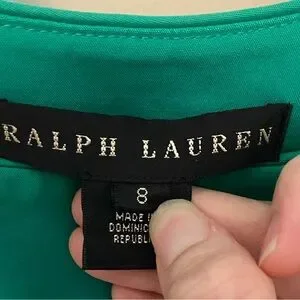 RALPH LAUREN
8
MADE IN
DOMINICAN
REPUBLIC